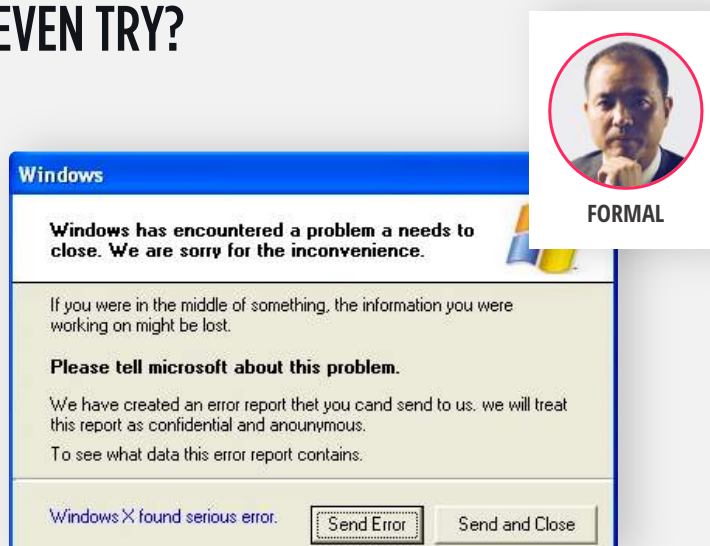 EVEN TRY?
FORMAL
Windows
Windows has encountered a problem a needs to
close. We are sorry for the inconvenience.
If you were in the middle of something, the information you were
working on might be lost.
Please tell microsoft about this problem.
We have created an error report thet you cand send to us. we will treat
this report as confidential and anounymous.
To see what data this error report contains.
Windows X found serious error.
Send Error
Send and Close